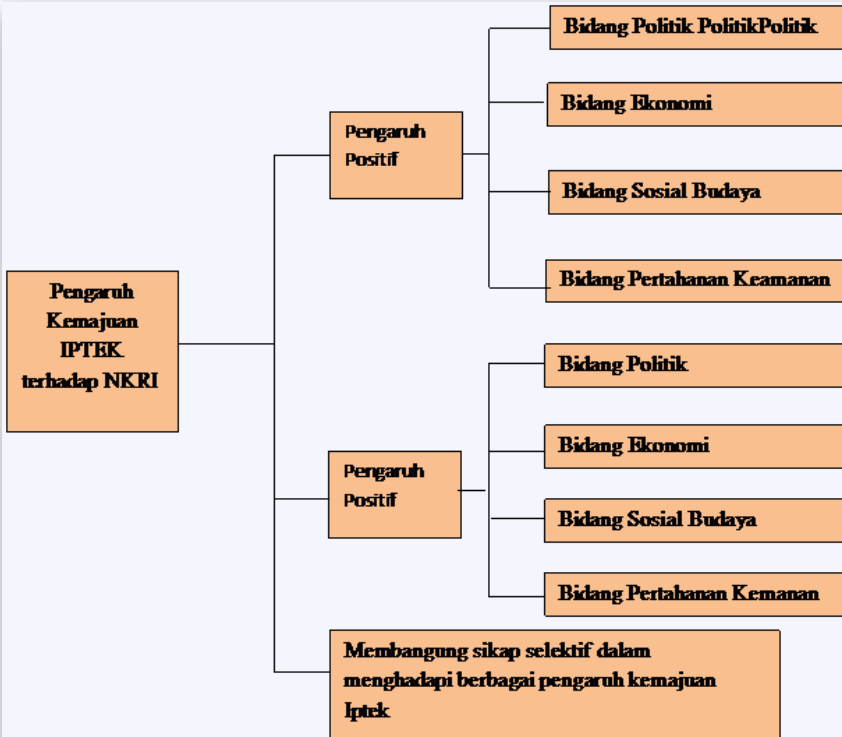 Bidang Politik PolitikPolitik
Bidang Ekonomi
Pengaruh
Positif
Bidang Sosial Budaya
Bidang Pertahanan Keamanan
Pengaruh
Kemajuan
IPTEK
terhadap NKRI
Bidang Politik
Bidang Ekonomi
Pengaruh
Positif
Bidang Sosial Budaya
Bidang Pertahanan Kemanan
Membangung sikap selektif dalam
menghadapi berbagai pengaruh kemajuan
Iptek